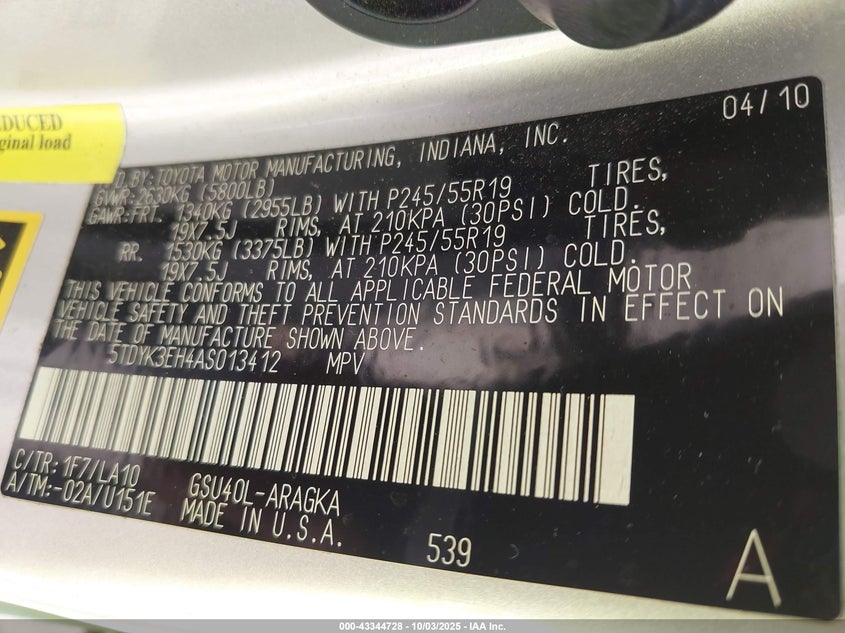 DUCED
ginal load
04/10
D. BY: TOYOTA MOTOR MANUFACTURING, INDIANA, INC.
GVWR: 2630KG (5800LB)
GAWR: FRT. 1340KG (2955LB) WITH P245/55R19 TIRES,
19X7.5J RIMS, AT 210KPA (30PSI) COLD.
RR. 1530KG (3375LB) WITH P245/55R19 TIRES,
19X7.5J RIMS, AT 210KPA (30PSI) COLD.
THIS VEHICLE CONFORMS TO ALL APPLICABLE FEDERAL MOTOR
VEHICLE SAFETY AND THEFT PREVENTION STANDARDS IN EFFECT ON
THE DATE OF MANUFACTURE SHOWN ABOVE.
5TDYK3EH4AS013412 MPV
C/TR: 1F7/LA10 GSU40L-ARAGKA
A/TM:-02A/U151E MADE IN U.S.A.
539
A
000-43344728 - 10/03/2025 - IAA Inc.